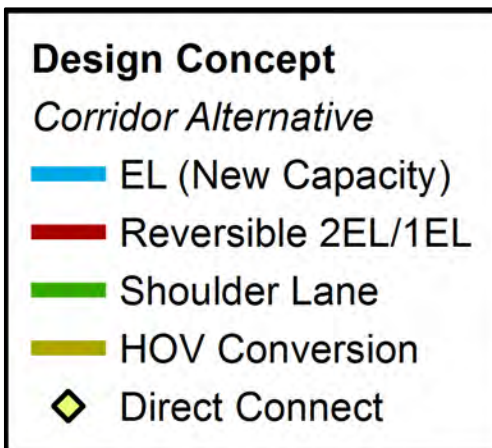 Design Concept
Corridor Alternative
EL (New Capacity)
Reversible 2EL/1EL
Shoulder Lane
HOV Conversion
Direct Connect